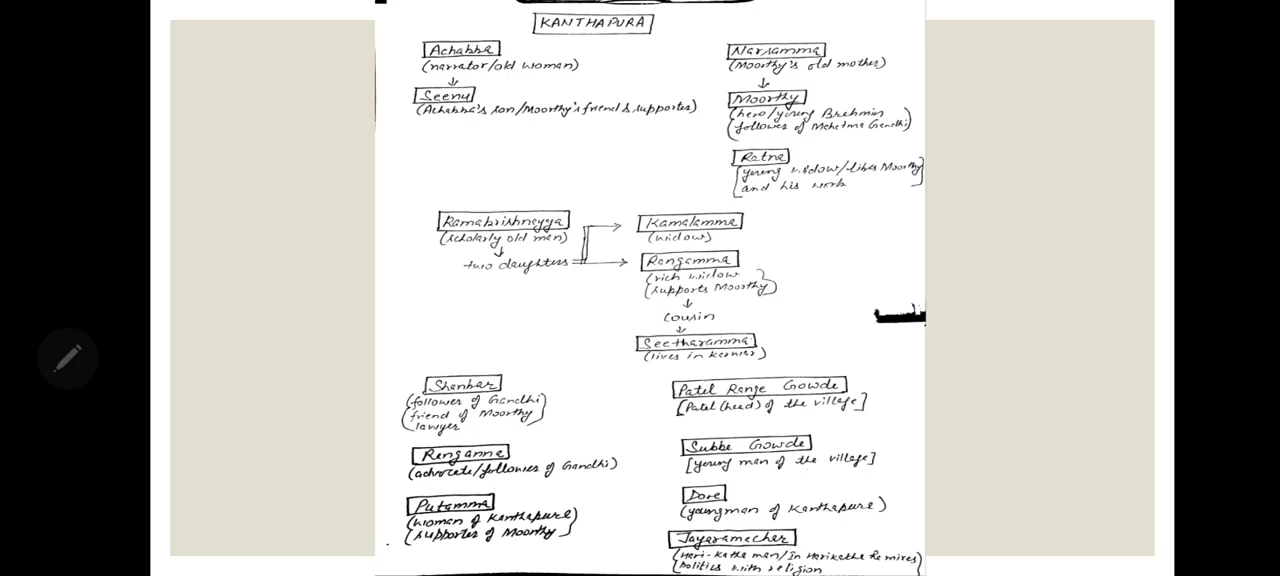 KANTHAPURA
Achakka
(narrator/old woman)
Seenu
(Achakka's son/Moorthy's friend & supporter)
Narsamma
(Moorthy's old mother)
Moorthy
(hero/young Brahmin
follower of Mahatma Gandhi)
Ratna
[young widow/likes Moorthy
and his work]
Ramakrishnayya
(scholarly old man)
two daughters
Kamalamma
(widow)
Rangamma
(rich widow
supports Moorthy)
cousin
Seetharamma
(lives in
Shankar
(follower of Gandhi
friend of Moorthy
lawyer)
Ranganna
(advocate/follower of Gandhi)
Putamma
(woman of Kanthapura
supporter of Moorthy)
Patel Range Gowda
[Patel (head) of the village]
Subba Gowda
[young man of the village]
Dore
(youngman of Kanthapura)
Jayaramachar
(Hari-Katha man/In Harikatha he mixes
politics with religion)